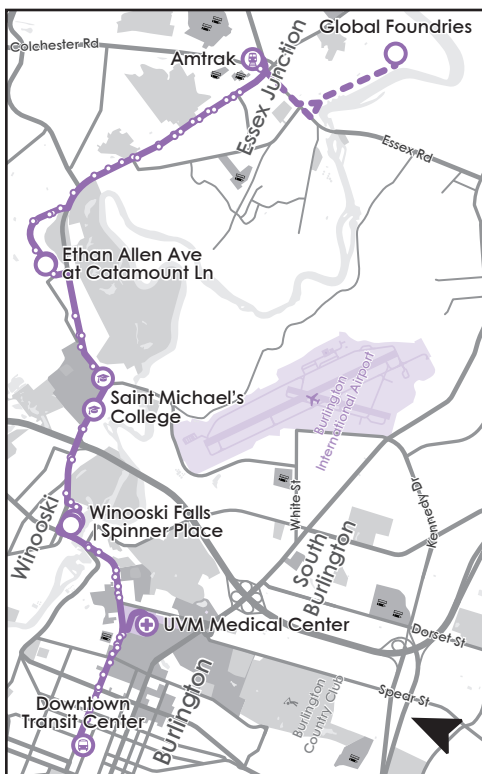 Global Foundries
Colchester Rd
Amtrak
Essex Junction
Essex Rd
Ethan Allen Ave
at Catamount Ln
Saint Michael's
College
Burlington
International Airport
White St
Kennedy Dr
Winooski
Winooski Falls
|Spinner Place
South
Burlington
UVM Medical Center
Dorset St
Spear St
Downtown
Transit Center
Burlington
Burlington
Country Club